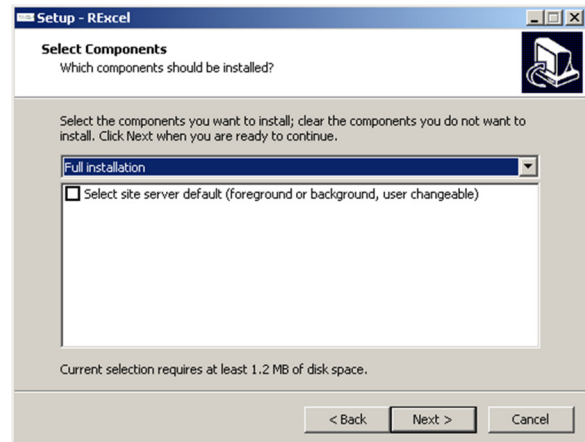 Setup - RExcel
Select Components
Which components should be installed?
Select the components you want to install; clear the components you do not want to
install. Click Next when you are ready to continue.
Full installation
Select site server default (foreground or background, user changeable)
Current selection requires at least 1.2 MB of disk space.
< Back
Next >
Cancel